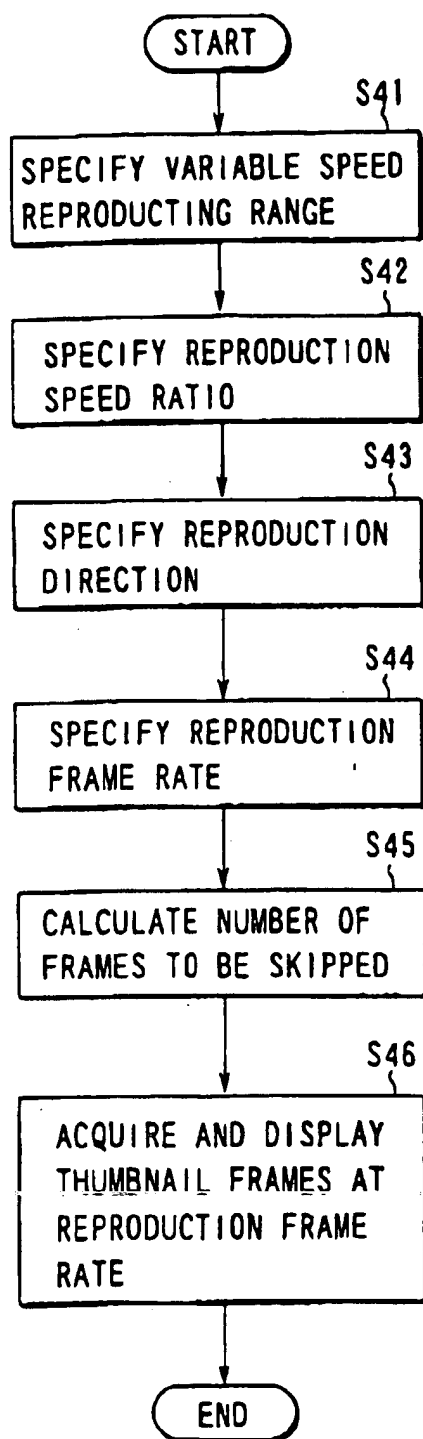 START
S41
SPECIFY VARIABLE SPEED
REPRODUCTING RANGE
S42
SPECIFY REPRODUCTION
SPEED RATIO
S43
SPECIFY REPRODUCTION
DIRECTION
S44
SPECIFY REPRODUCTION
FRAME RATE
S45
CALCULATE NUMBER OF
FRAMES TO BE SKIPPED
S46
ACQUIRE AND DISPLAY
THUMBNAIL FRAMES AT
REPRODUCTION FRAME
RATE
END